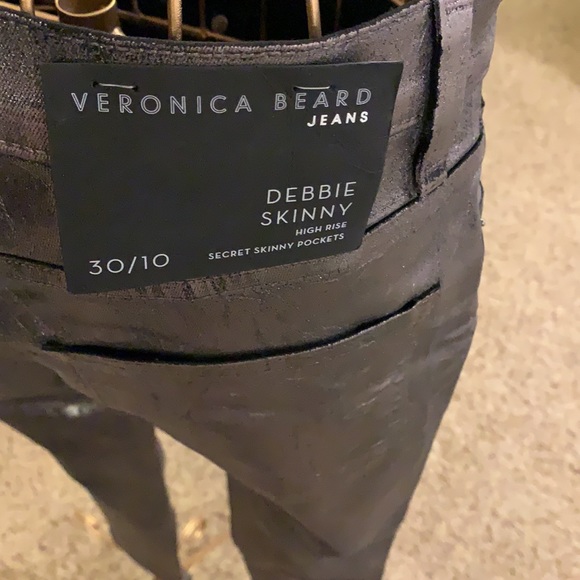 VERONICA BEARD
JEANS
DEBBIE
SKINNY
HIGH RISE
SECRET SKINNY POCKETS
30/10